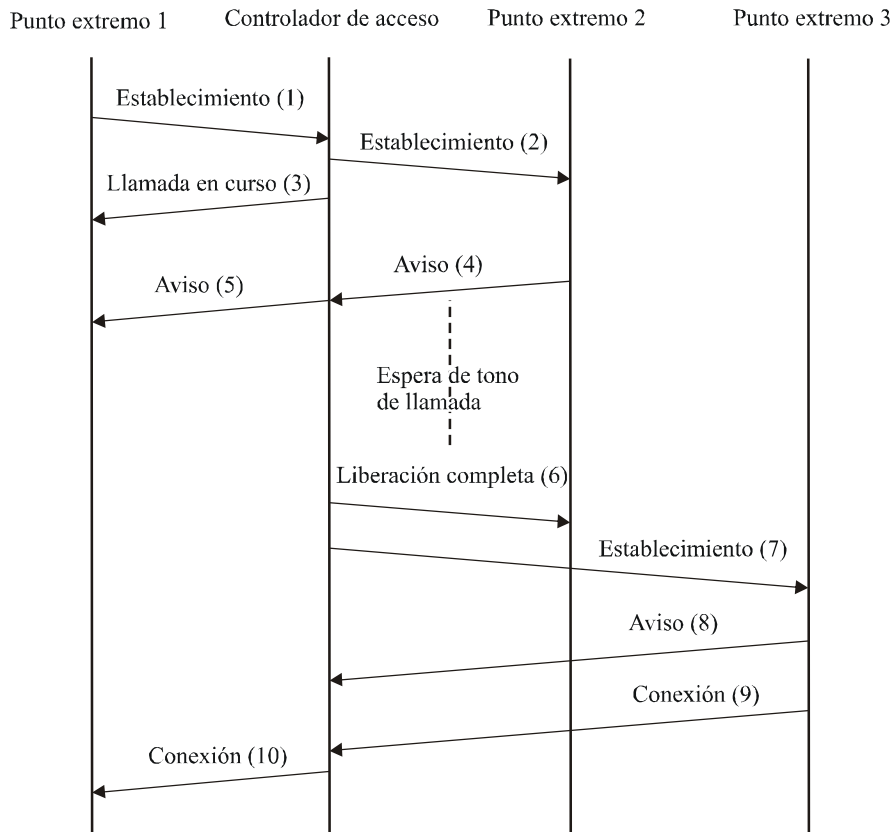 Punto extremo 1
Controlador de acceso
Punto extremo 2
Punto extremo 3
Establecimiento (1)
Establecimiento (2)
Llamada en curso (3)
Aviso (4)
Aviso (5)
Espera de tono
de llamada
Liberación completa (6)
Establecimiento (7)
Aviso (8)
Conexión (9)
Conexión (10)